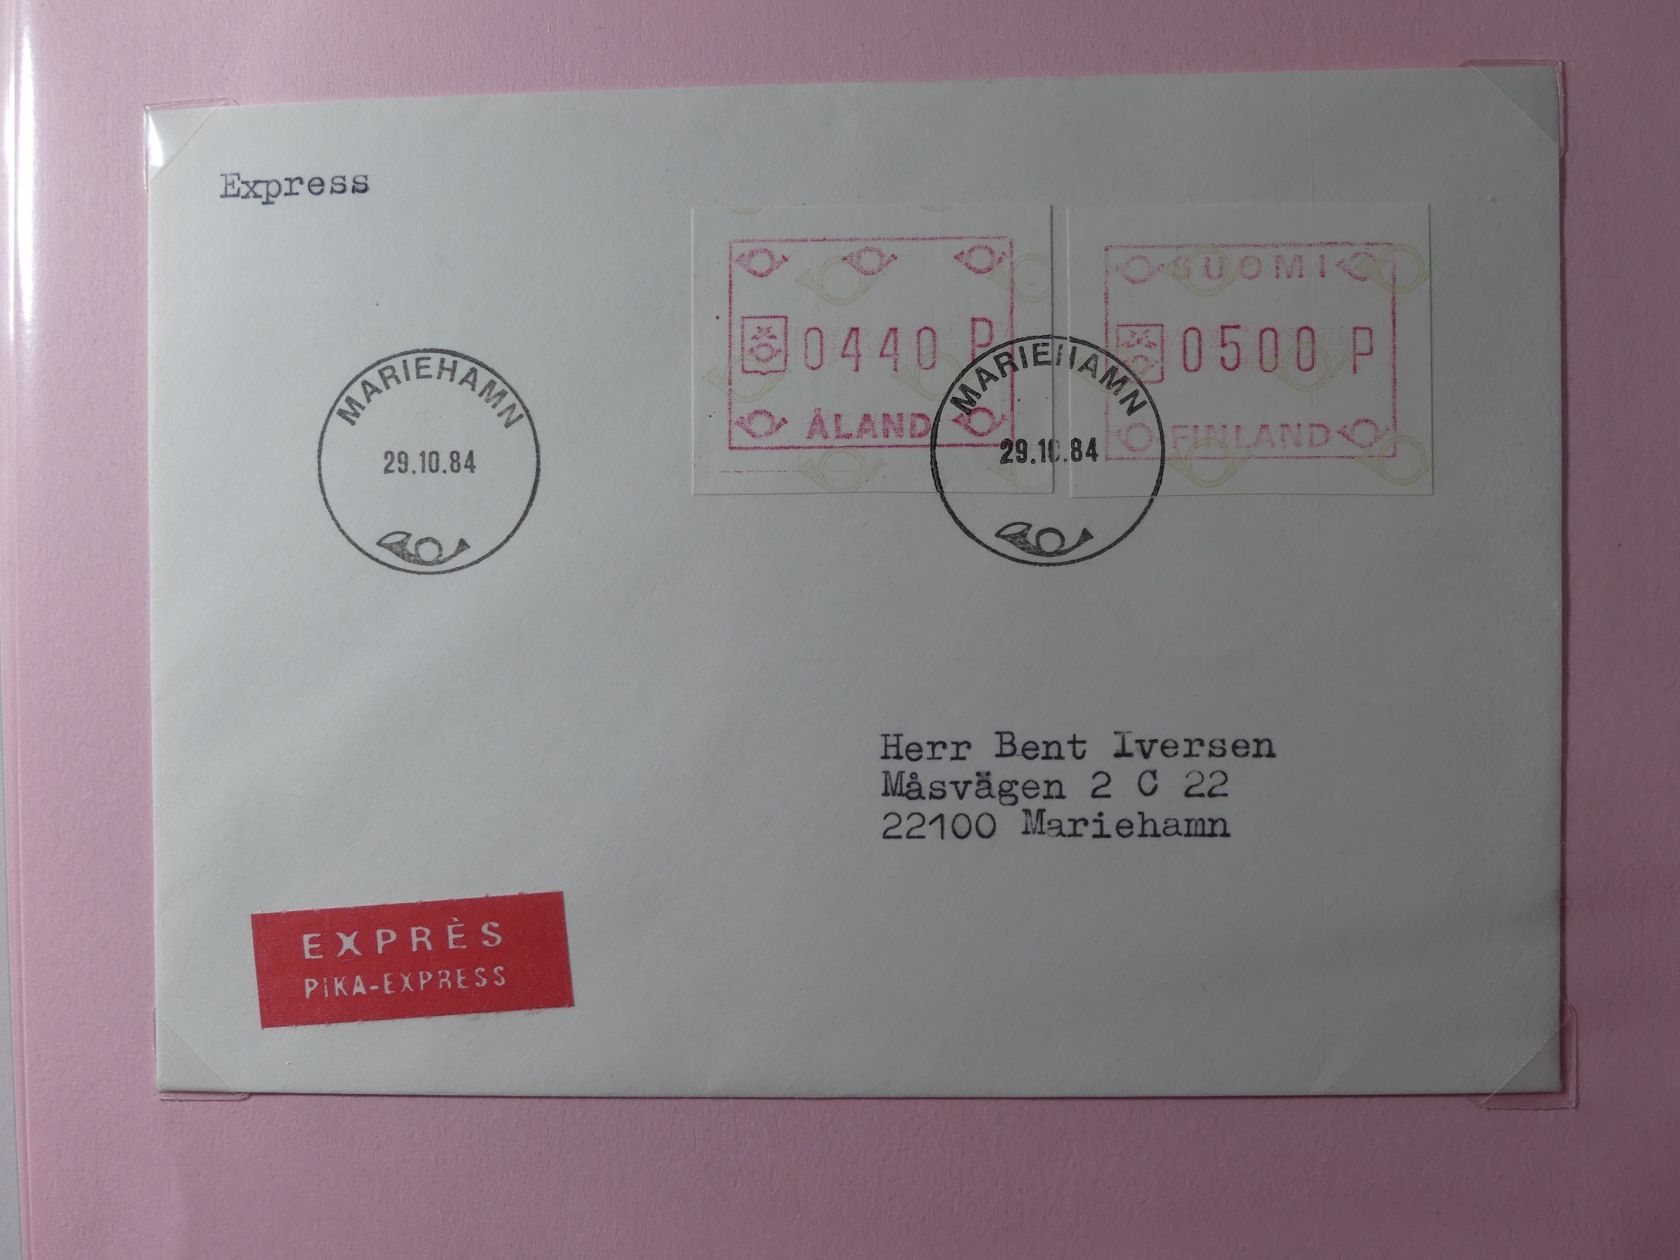 Express
0440 P
ÅLAND
SUOMI
0500 P
FINLAND
MARIEHAMN
29.10.84
MARIEHAMN
29.10.84
Herr Bent Iversen
Måsvägen 2 C 22
22100 Mariehamn
EXPRÈS
PIKA-EXPRESS